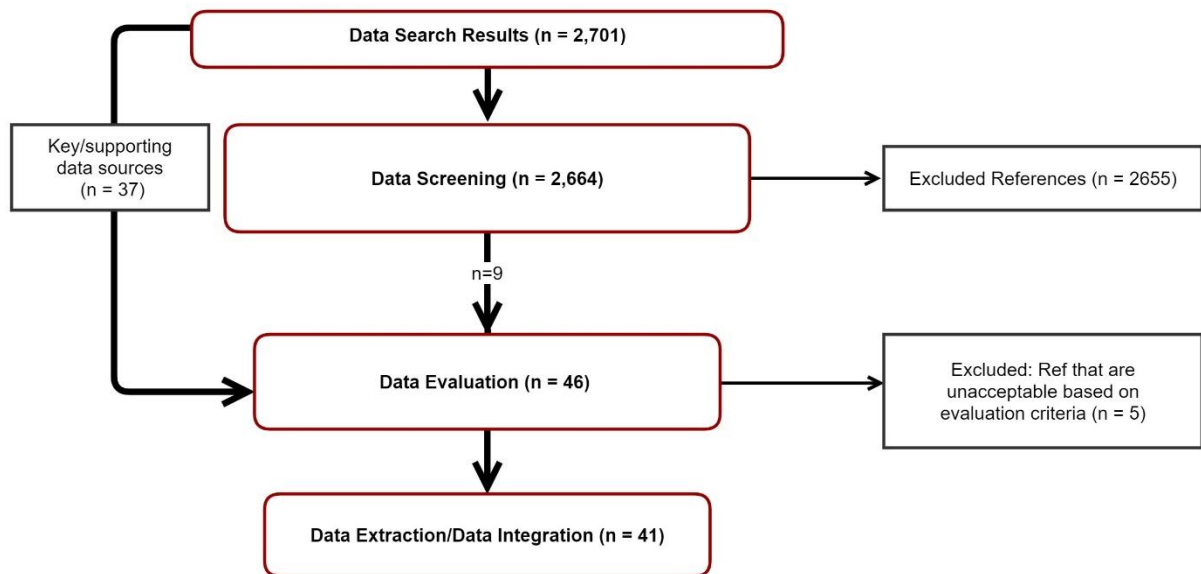 Data Search Results (n = 2,701)
Key/supporting
data sources
(n = 37)
Data Screening (n = 2,664)
Excluded References (n = 2655)
n=9
Data Evaluation (n = 46)
Excluded: Ref that are
unacceptable based on
evaluation criteria (n = 5)
Data Extraction/Data Integration (n = 41)